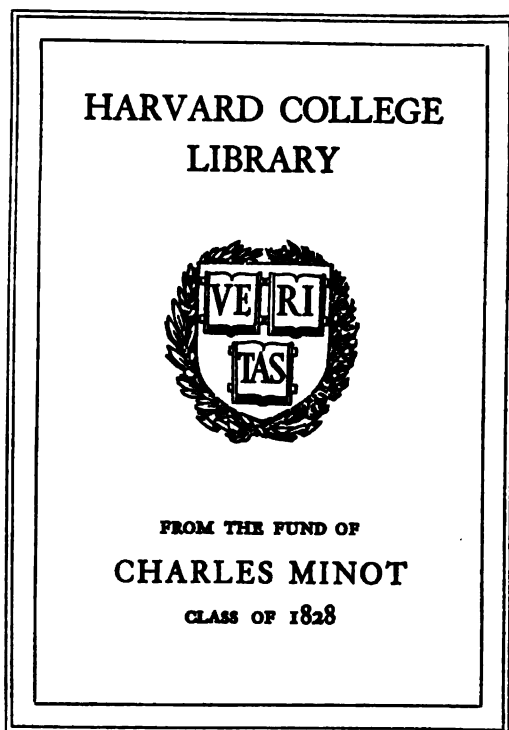 HARVARD COLLEGE
LIBRARY
VE RI
TAS
FROM THE FUND OF
CHARLES MINOT
CLASS OF 1828